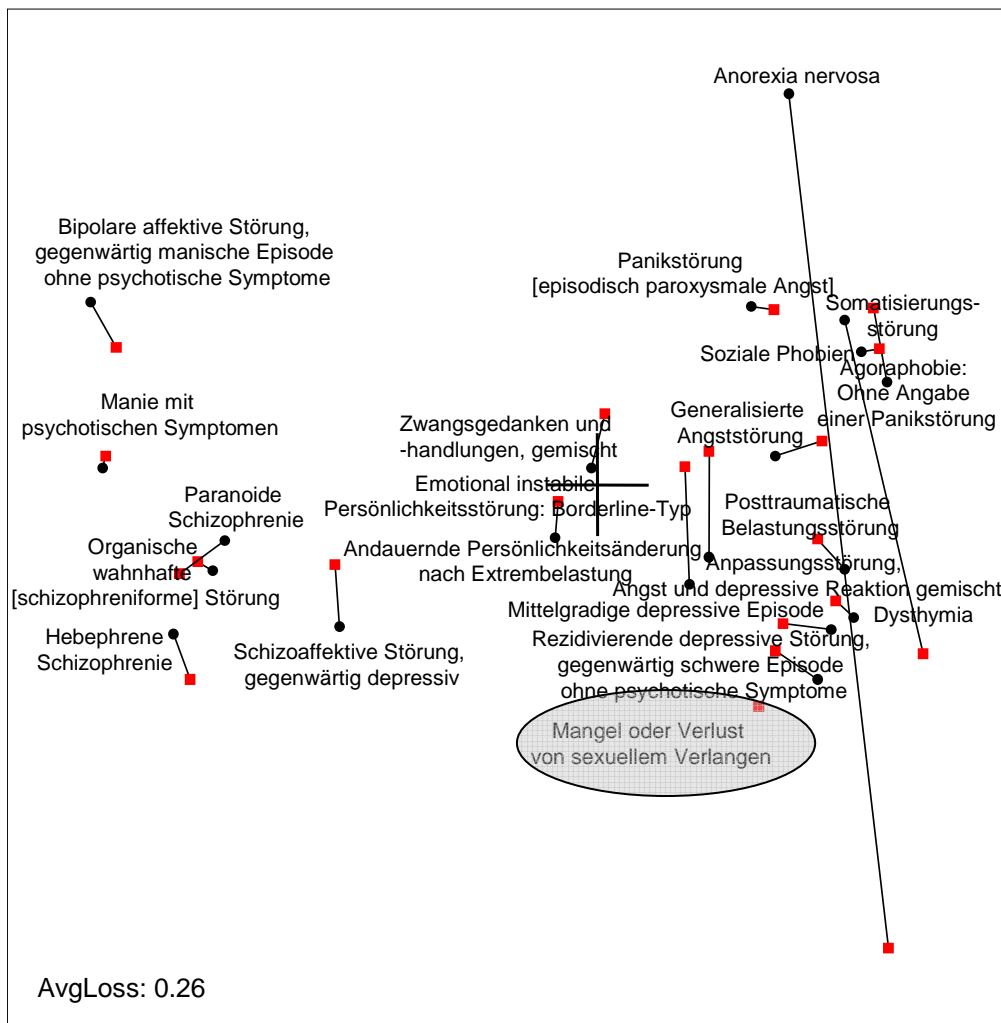 Anorexia nervosa
Bipolare affektive Störung,
gegenwärtig manische Episode
ohne psychotische Symptome
Panikstörung
[episodisch paroxysmale Angst]
Somatisierungs-
störung
Soziale Phobien
Agoraphobie:
Ohne Angabe
einer Panikstörung
Manie mit
psychotischen Symptomen
Zwangsgedanken und
-handlungen, gemischt
Generalisierte
Angststörung
Emotional instabile
Persönlichkeitsstörung: Borderline-Typ
Paranoide
Schizophrenie
Posttraumatische
Belastungsstörung
Organische
wahnhafte
[schizophreniforme] Störung
Andauernde Persönlichkeitsänderung
nach Extrembelastung
Anpassungsstörung,
Angst und depressive Reaktion gemischt
Mittelgradige depressive Episode
Dysthymia
Hebephrene
Schizophrenie
Schizoaffektive Störung,
gegenwärtig depressiv
Rezidivierende depressive Störung,
gegenwärtig schwere Episode
ohne psychotische Symptome
Mangel oder Verlust
von sexuellem Verlangen
AvgLoss: 0.26